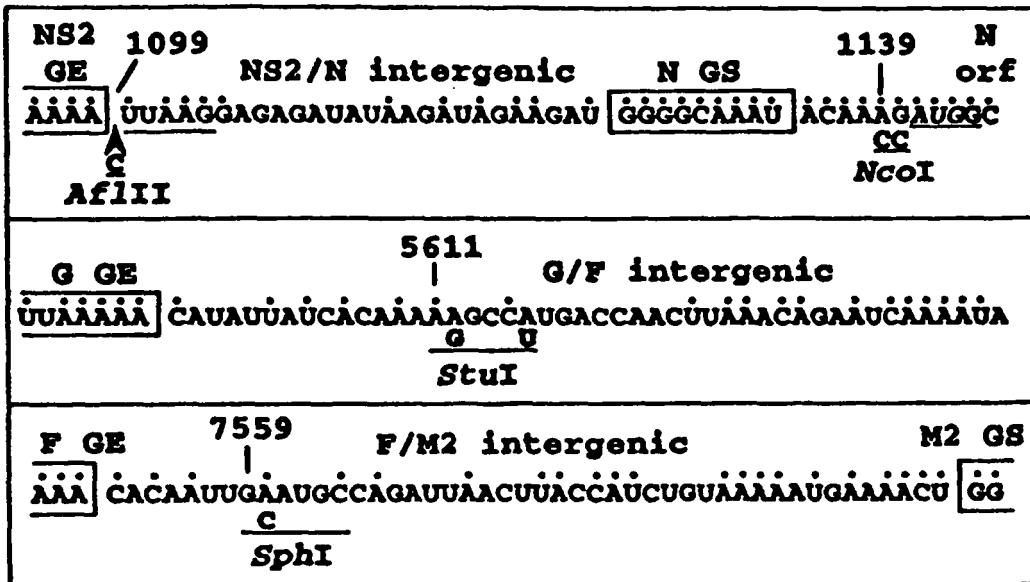 NS2 1099 1139 N
GE NS2/N intergenic N GS orf
AAAA UUAAGGAGAGAUAUAAGAUAGAAGAU GGGGCAAAU ACAAAGAUGGC
C CC
AflII NcoI
5611
G GE G/F intergenic
UUAAAAA CAUAUUAUCACAAAAAGCCAUGACCAACUUAAACAGAAUCAAAAUA
G U
StuI
F GE 7559 F/M2 intergenic M2 GS
AAA CACAAUUGAAUGCCAGAUUAACUUACCAUCUGUAAAAAUGAAAACU GG
C
SphI